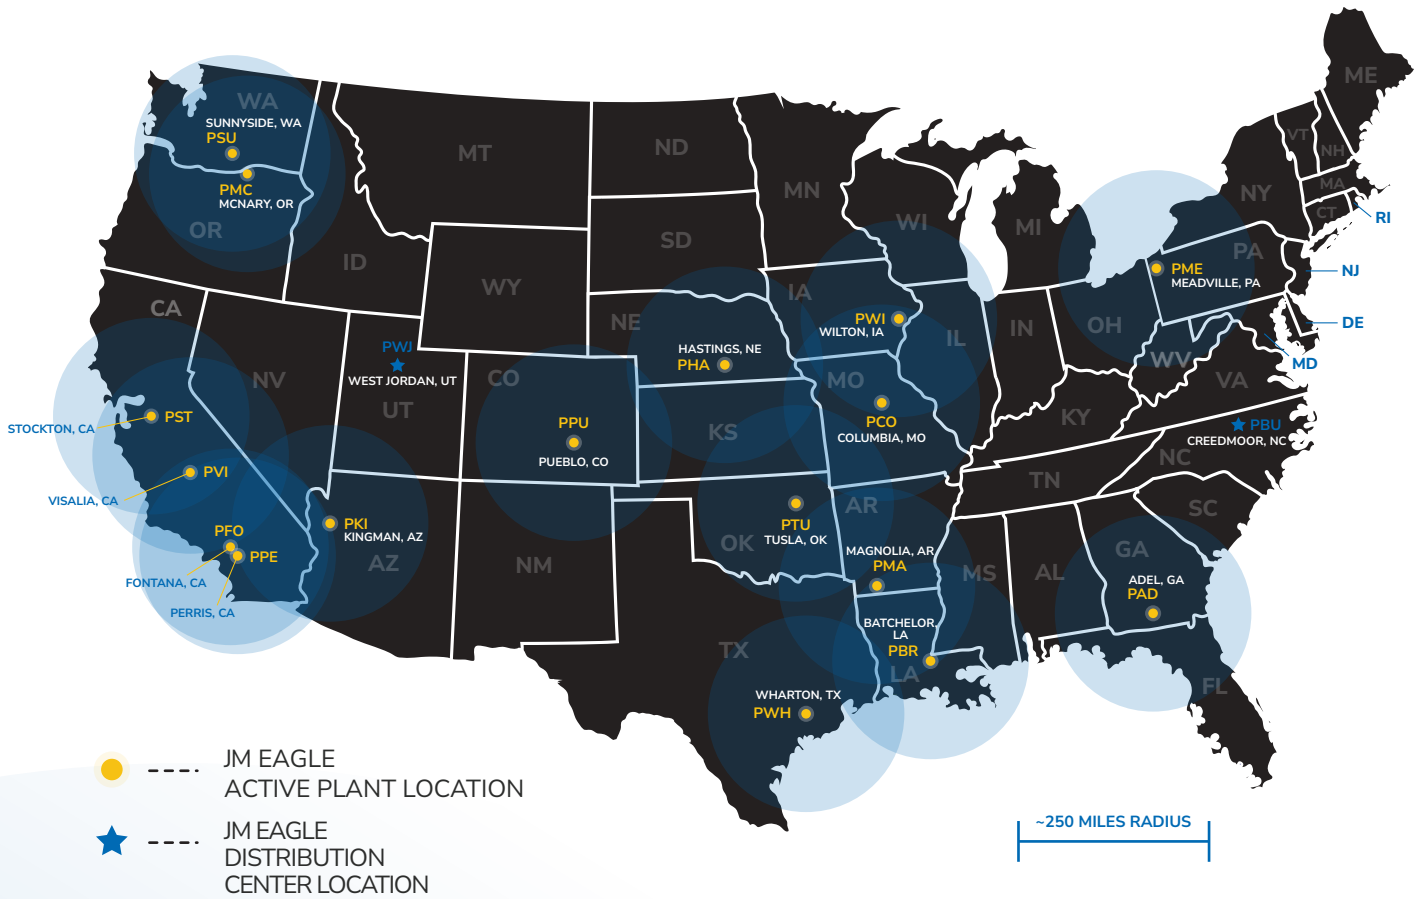 ME
WA
VT
NH
SUNNYSIDE, WA
PSU
MT
ND
MN
NY
MA
CT
RI
PMC
MCNARY, OR
OR
ID
SD
WI
MI
PA
PME
MEADVILLE, PA
NJ
WY
IA
CA
NE
PWI
WILTON, IA
IL
IN
OH
DE
PWJ
WEST JORDAN, UT
UT
NV
CO
HASTINGS, NE
PHA
MO
WV
MD
VA
PST
STOCKTON, CA
PPU
PUEBLO, CO
KS
PCO
COLUMBIA, MO
KY
PBU
CREEDMOOR, NC
NC
PVI
VISALIA, CA
TN
SC
PKI
KINGMAN, AZ
AZ
PFO
PPE
FONTANA, CA
PERRIS, CA
NM
OK
PTU
TUSLA, OK
AR
MAGNOLIA, AR
PMA
MS
AL
GA
ADEL, GA
PAD
BATCHELOR,
LA
PBR
LA
TX
WHARTON, TX
PWH
FL
JM EAGLE
ACTIVE PLANT LOCATION
JM EAGLE
DISTRIBUTION
CENTER LOCATION
~250 MILES RADIUS